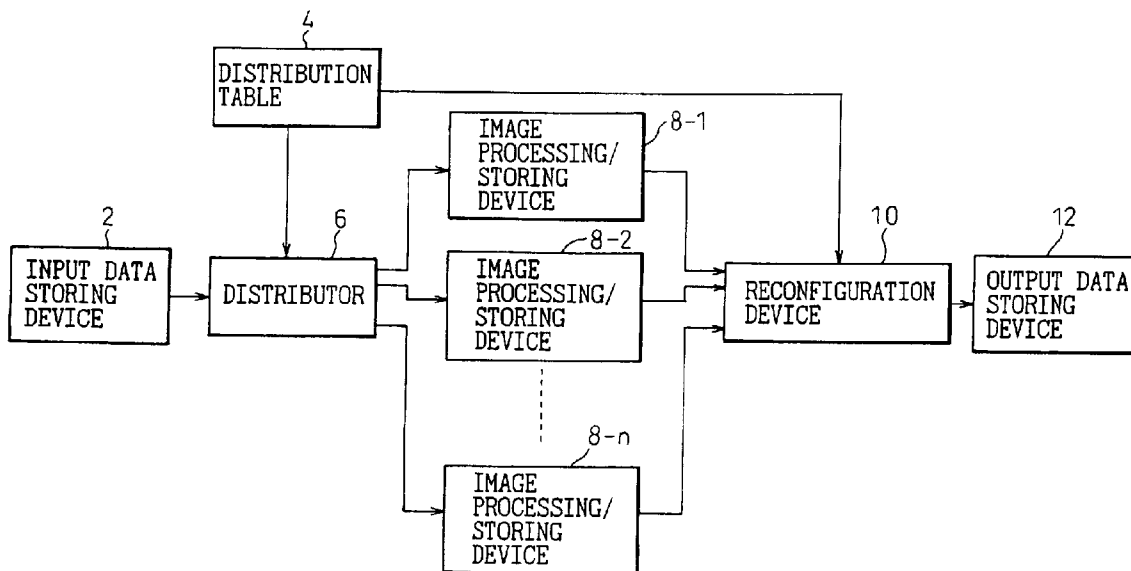 4
DISTRIBUTION
TABLE
8-1
IMAGE
PROCESSING/
STORING
DEVICE
2
INPUT DATA
STORING
DEVICE
6
DISTRIBUTOR
8-2
IMAGE
PROCESSING/
STORING
DEVICE
10
RECONFIGURATION
DEVICE
12
OUTPUT DATA
STORING
DEVICE
8-n
IMAGE
PROCESSING/
STORING
DEVICE